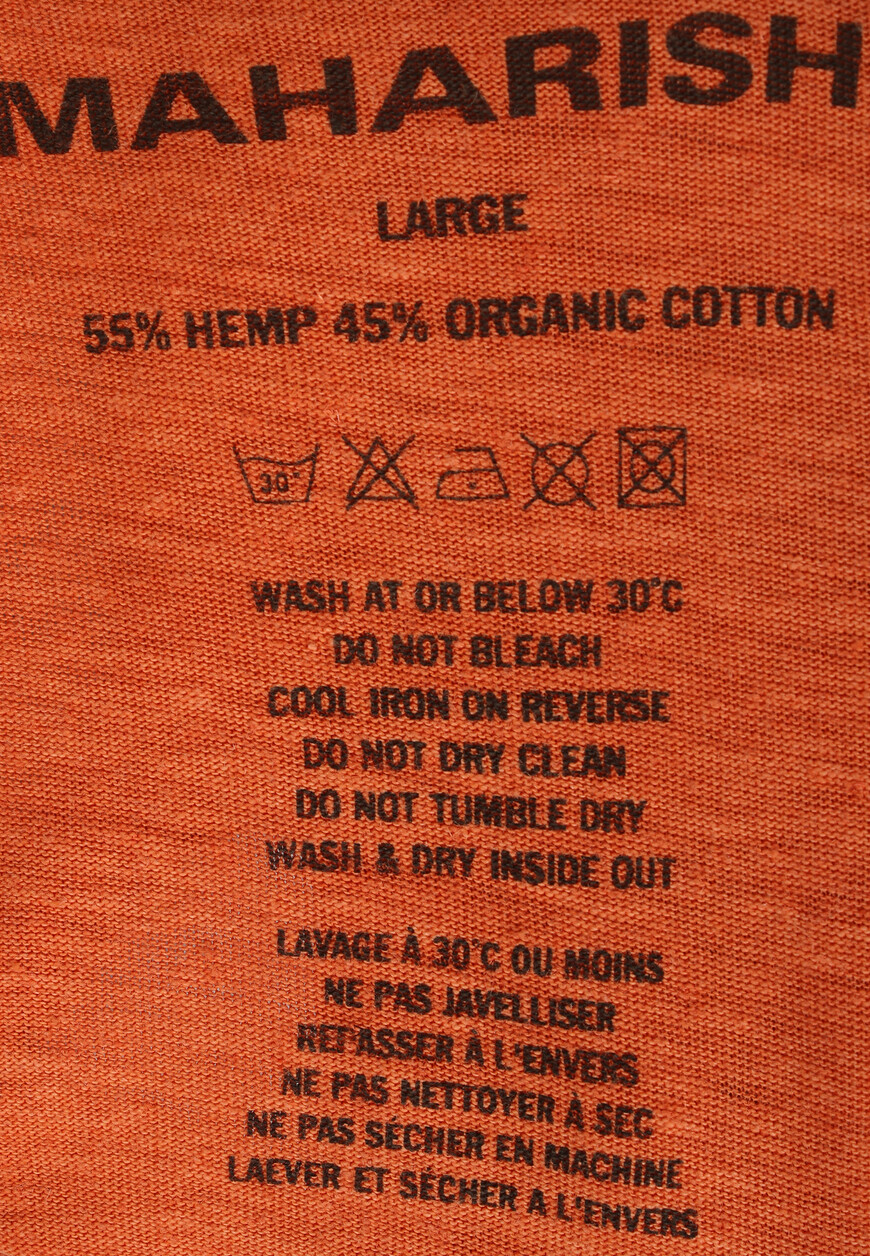 MAHARISH
LARGE
55% HEMP 45% ORGANIC COTTON
30°
WASH AT OR BELOW 30°C
DO NOT BLEACH
COOL IRON ON REVERSE
DO NOT DRY CLEAN
DO NOT TUMBLE DRY
WASH & DRY INSIDE OUT
LAVAGE À 30°C OU MOINS
NE PAS JAVELLISER
REPASSER À L'ENVERS
NE PAS NETTOYER À SEC
NE PAS SÉCHER EN MACHINE
LAEVER ET SÉCHER A L'ENVERS